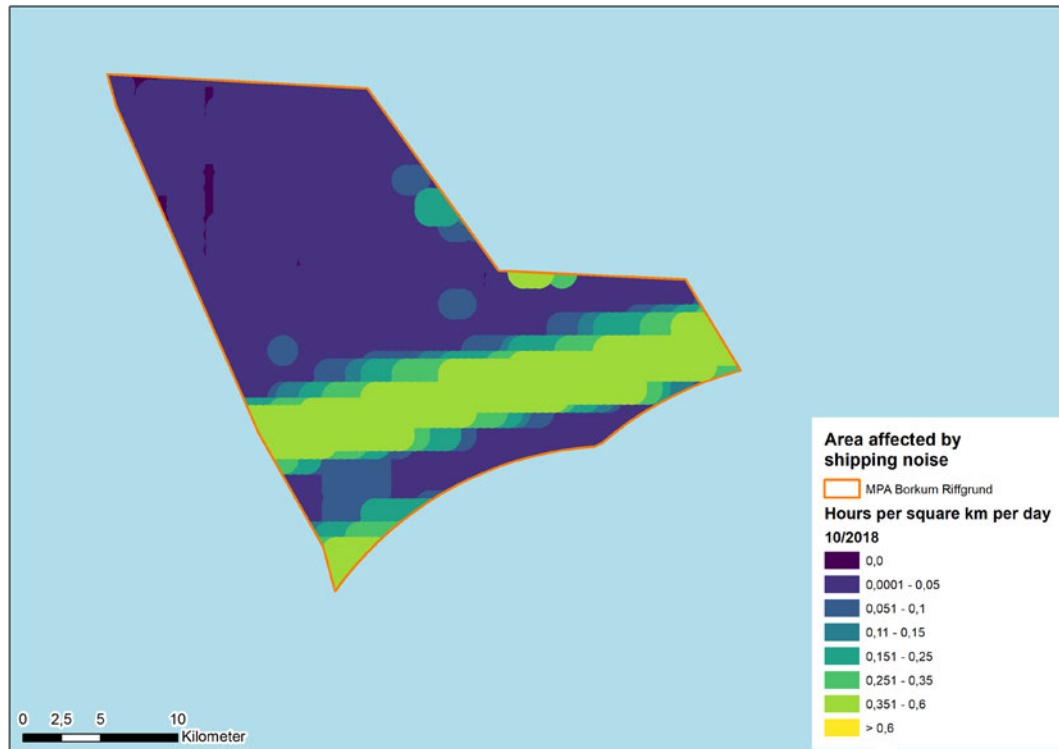 Area affected by
shipping noise
MPA Borkum Riffgrund
Hours per square km per day
10/2018
0,0
0,0001 - 0,05
0,051 - 0,1
0,11 - 0,15
0,151 - 0,25
0,251 - 0,35
0,351 - 0,6
> 0,6
0 2,5 5 10
Kilometer